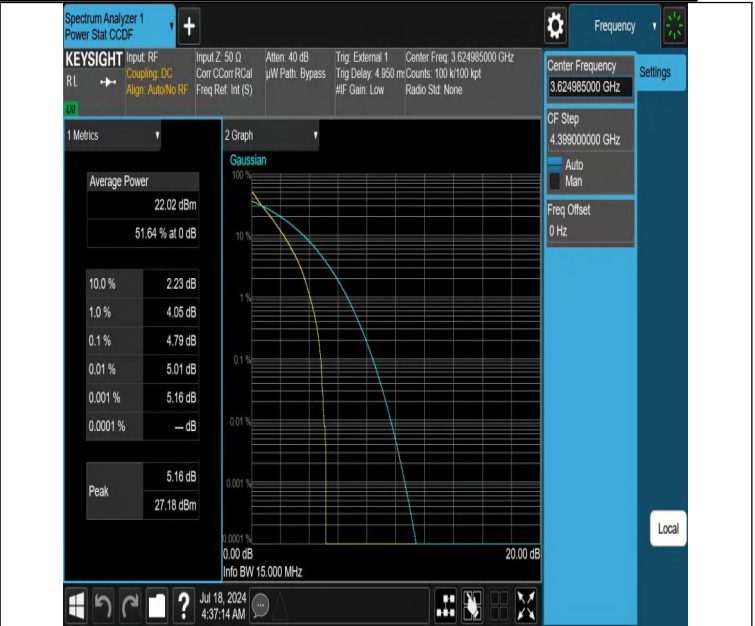 Spectrum Analyzer 1
Power Stat CCDF
+
Frequency
KEYSIGHT
RL
LXI
Input: RF
Coupling: DC
Align: Auto/No RF
Input Z: 50 Ω
Corr CCorr RCal
Freq Ref: Int (S)
Atten: 40 dB
µW Path: Bypass
Trig: External 1
Trig Delay: 4.950 ms
#IF Gain: Low
Center Freq: 3.624985000 GHz
Counts: 100 k/100 kpt
Radio Std: None
Center Frequency
3.624985000 GHz
Settings
CF Step
4.399000000 GHz
Auto
Man
Freq Offset
0 Hz
1 Metrics
Average Power
22.02 dBm
51.64 % at 0 dB
10.0 % 2.23 dB
1.0 % 4.05 dB
0.1 % 4.79 dB
0.01 % 5.01 dB
0.001 % 5.16 dB
0.0001 % --- dB
Peak
5.16 dB
27.18 dBm
2 Graph
Gaussian
100 %
10 %
1 %
0.1 %
0.01 %
0.001 %
0.0001 %
0.00 dB 20.00 dB
Info BW 15.000 MHz
Local
?
Jul 18, 2024
4:37:14 AM